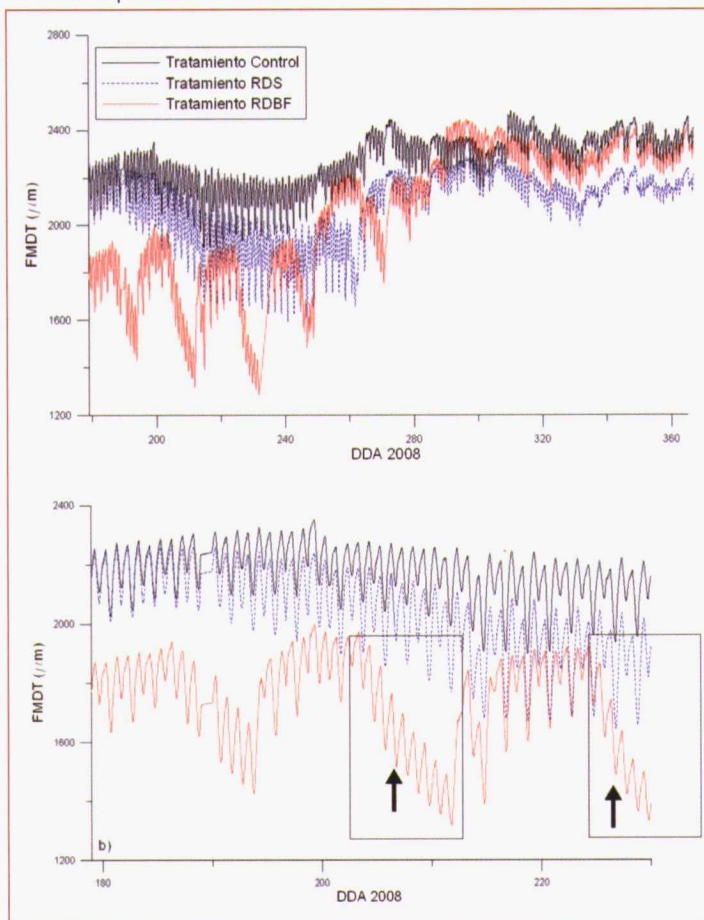 2800
2400
2000
1600
1200
FMDT (μm)
Tratamiento Control
Tratamiento RDS
Tratamiento RDBF
200
240
280
320
360
DDA 2008
2400
2000
1600
1200
FMDT (μm)
b)
180
200
220
DDA 2008